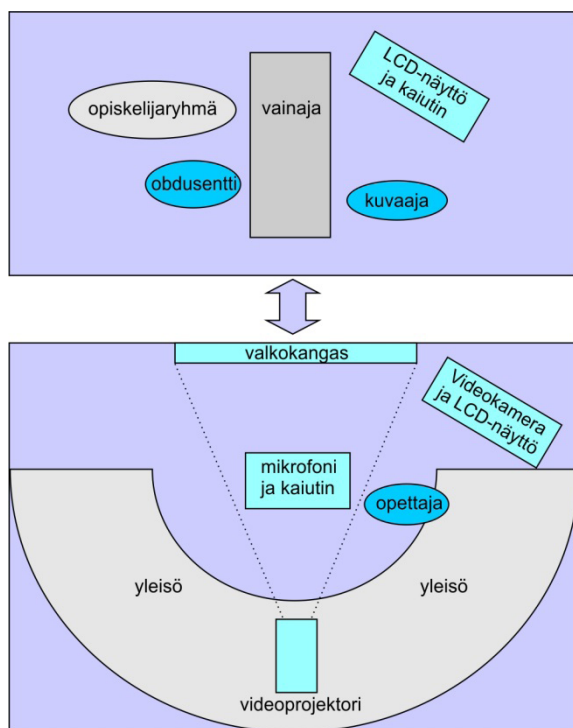 LCD-näyttö
ja kaiutin
opiskelijaryhmä
vainaja
obdusentti
kuvaaja
valkokangas
Videokamera
ja LCD-näyttö
mikrofoni
ja kaiutin
opettaja
yleisö
yleisö
videoprojektori